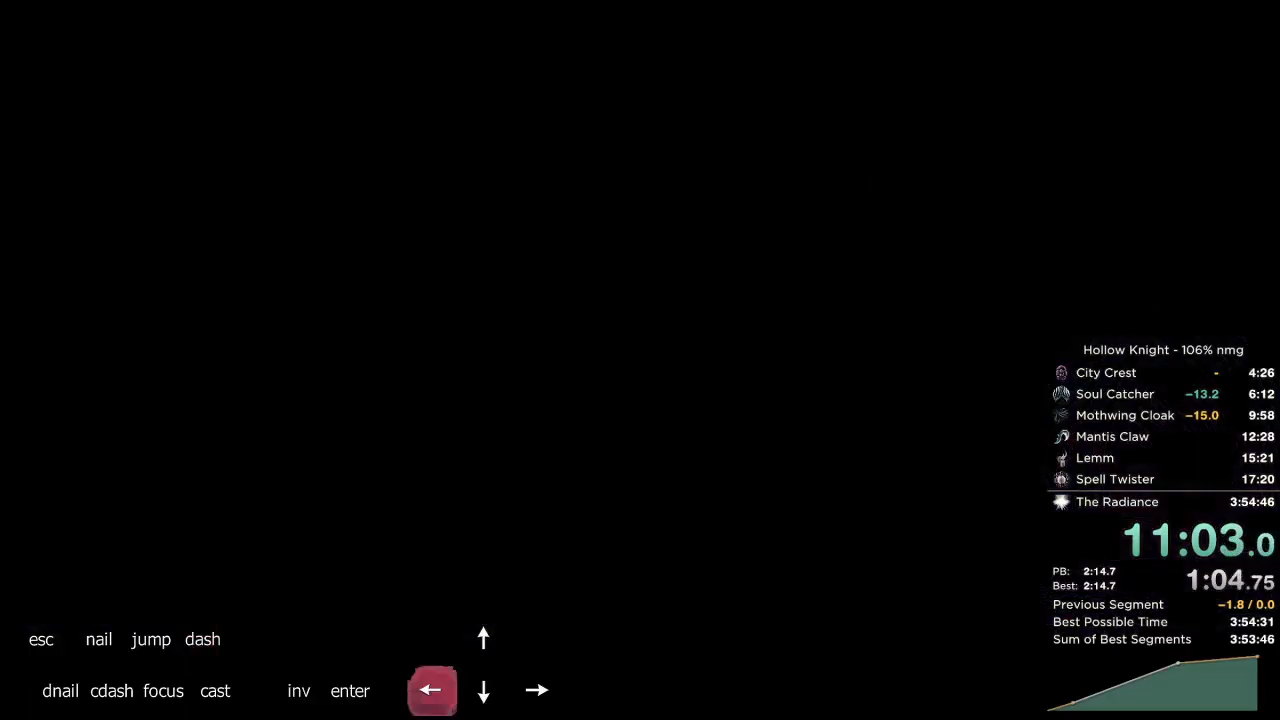 Hollow Knight - 106% nmg
City Crest - 4:26
Soul Catcher −13.2 6:12
Mothwing Cloak −15.0 9:58
Mantis Claw 12:28
Lemm 15:21
Spell Twister 17:20
The Radiance 3:54:46
11:03.0
PB: 2:14.7
Best: 2:14.7
1:04.75
Previous Segment −1.8 / 0.0
Best Possible Time 3:54:31
Sum of Best Segments 3:53:46
esc nail jump dash ↑
dnail cdash focus cast inv enter ← ↓ →